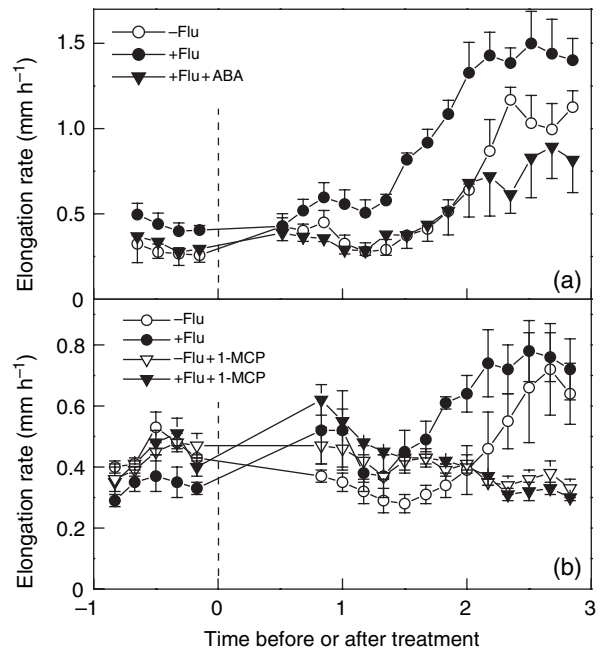 Elongation rate (mm h⁻¹)
1.5
1.0
0.5
0
–Flu
+Flu
+Flu+ABA
(a)
Elongation rate (mm h⁻¹)
0.8
0.6
0.4
0.2
0
–Flu
+Flu
–Flu+1-MCP
+Flu+1-MCP
(b)
–1 0 1 2 3
Time before or after treatment